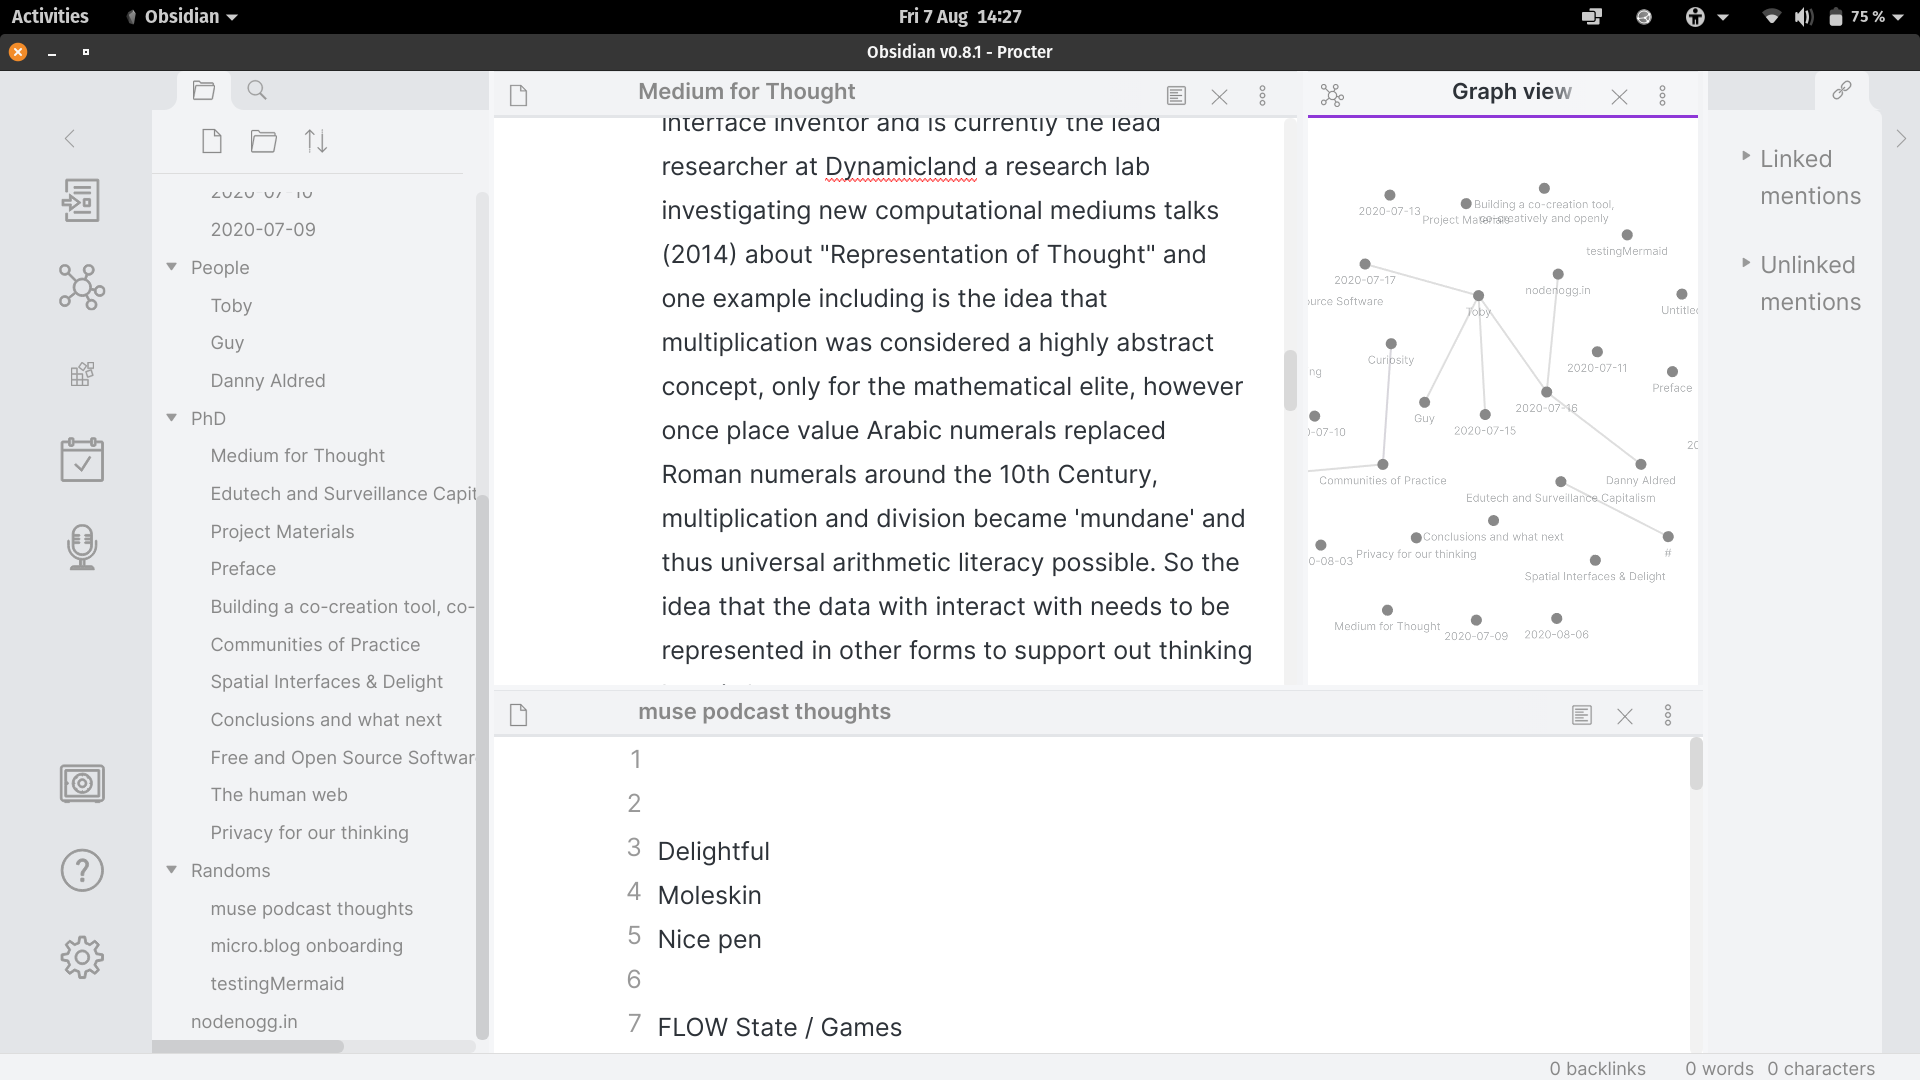 Activities
Obsidian
Fri 7 Aug 14:27
75 %
Obsidian v0.8.1 - Procter
2020-07-10
2020-07-09
People
Toby
Guy
Danny Aldred
PhD
Medium for Thought
Edutech and Surveillance Capit
Project Materials
Preface
Building a co-creation tool, co-
Communities of Practice
Spatial Interfaces & Delight
Conclusions and what next
Free and Open Source Softwar
The human web
Privacy for our thinking
Randoms
muse podcast thoughts
micro.blog onboarding
testingMermaid
nodenogg.in
Medium for Thought
interface inventor and is currently the lead
researcher at Dynamicland a research lab
investigating new computational mediums talks
(2014) about "Representation of Thought" and
one example including is the idea that
multiplication was considered a highly abstract
concept, only for the mathematical elite, however
once place value Arabic numerals replaced
Roman numerals around the 10th Century,
multiplication and division became 'mundane' and
thus universal arithmetic literacy possible. So the
idea that the data with interact with needs to be
represented in other forms to support out thinking
Graph view
2020-07-13
Project Materials
Building a co-creation tool,
co-creatively and openly
testingMermaid
2020-07-17
urce Software
Toby
nodenogg.in
Untitled
Curiosity
ng
2020-07-11
Preface
0-07-10
Guy
2020-07-15
2020-07-16
20
Communities of Practice
Danny Aldred
Edutech and Surveillance Capitalism
Conclusions and what next
#
0-08-03
Privacy for our thinking
Spatial Interfaces & Delight
Medium for Thought
2020-07-09
2020-08-06
Linked
mentions
Unlinked
mentions
muse podcast thoughts
1
2
3 Delightful
4 Moleskin
5 Nice pen
6
7 FLOW State / Games
0 backlinks 0 words 0 characters